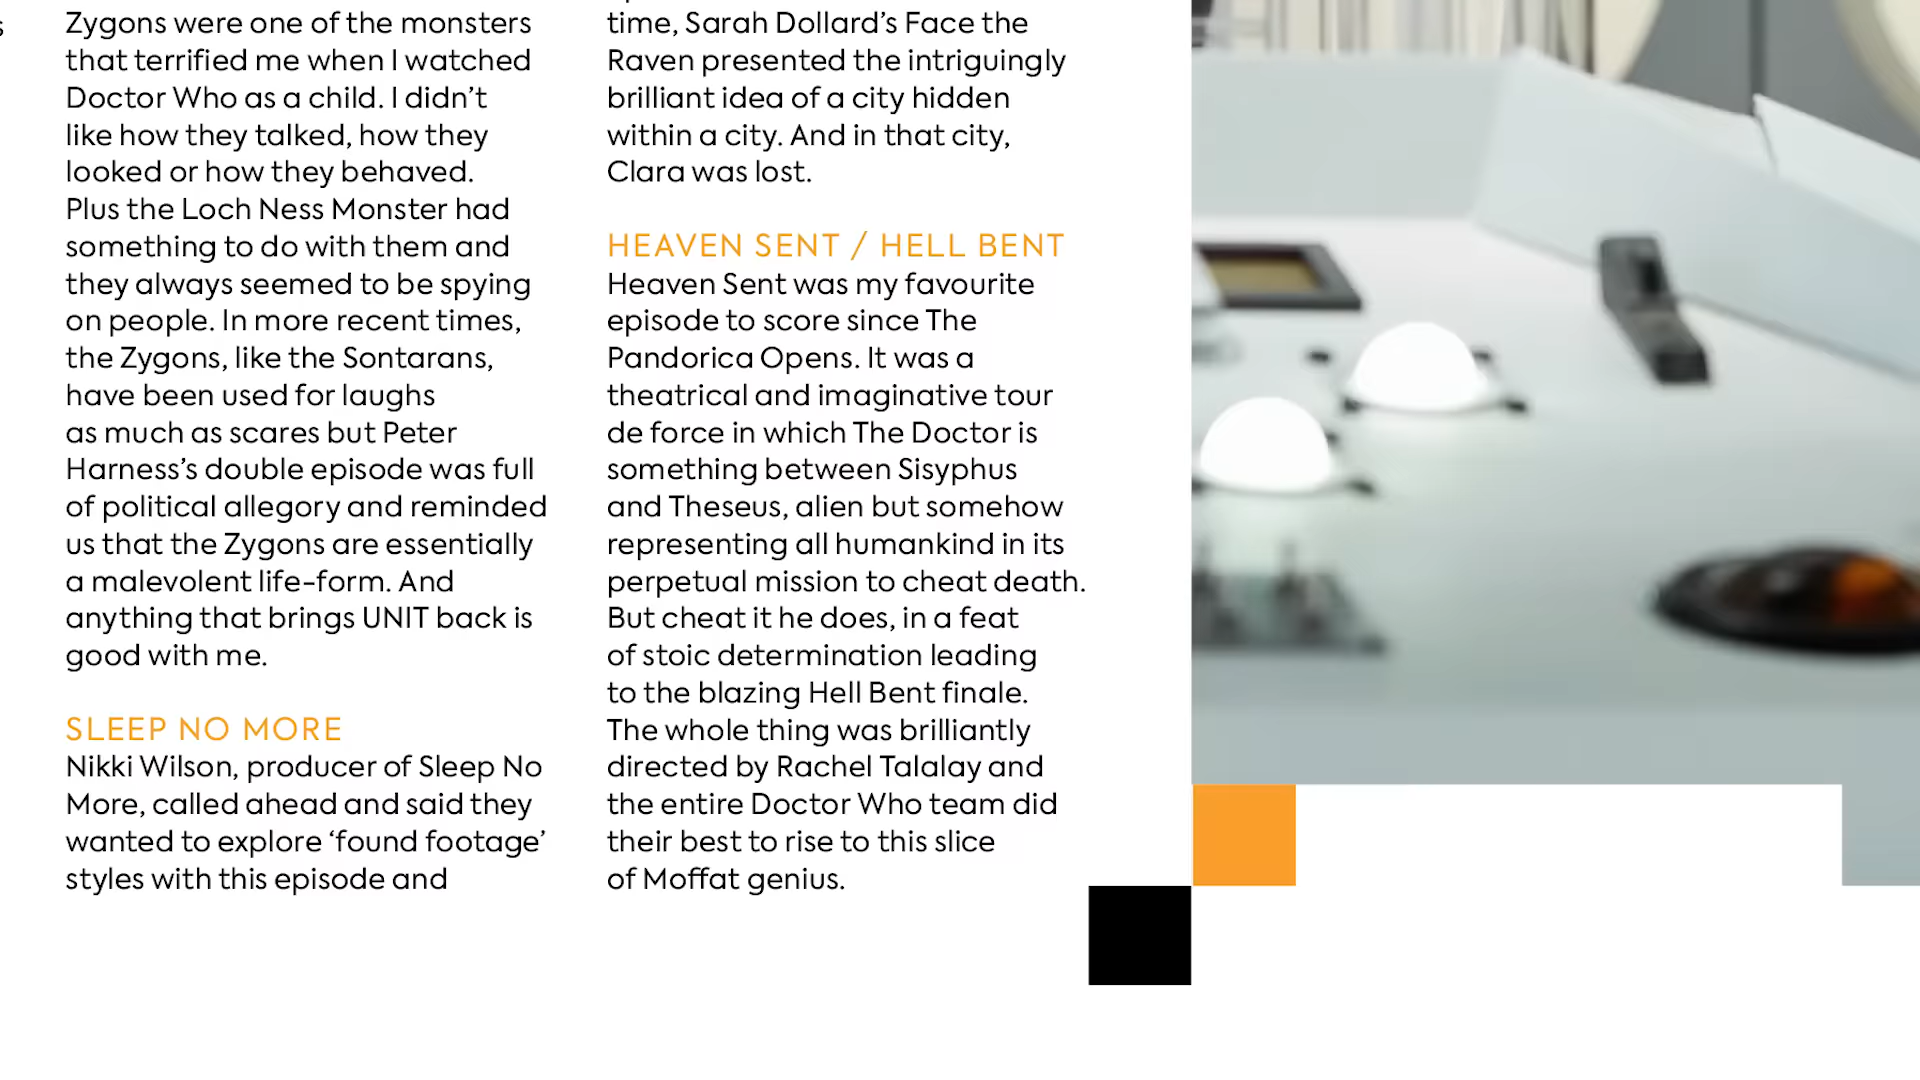 Zygons were one of the monsters
that terrified me when I watched
Doctor Who as a child. I didn’t
like how they talked, how they
looked or how they behaved.
Plus the Loch Ness Monster had
something to do with them and
they always seemed to be spying
on people. In more recent times,
the Zygons, like the Sontarans,
have been used for laughs
as much as scares but Peter
Harness’s double episode was full
of political allegory and reminded
us that the Zygons are essentially
a malevolent life-form. And
anything that brings UNIT back is
good with me.
SLEEP NO MORE
Nikki Wilson, producer of Sleep No
More, called ahead and said they
wanted to explore ‘found footage’
styles with this episode and
time, Sarah Dollard’s Face the
Raven presented the intriguingly
brilliant idea of a city hidden
within a city. And in that city,
Clara was lost.
HEAVEN SENT / HELL BENT
Heaven Sent was my favourite
episode to score since The
Pandorica Opens. It was a
theatrical and imaginative tour
de force in which The Doctor is
something between Sisyphus
and Theseus, alien but somehow
representing all humankind in its
perpetual mission to cheat death.
But cheat it he does, in a feat
of stoic determination leading
to the blazing Hell Bent finale.
The whole thing was brilliantly
directed by Rachel Talalay and
the entire Doctor Who team did
their best to rise to this slice
of Moffat genius.